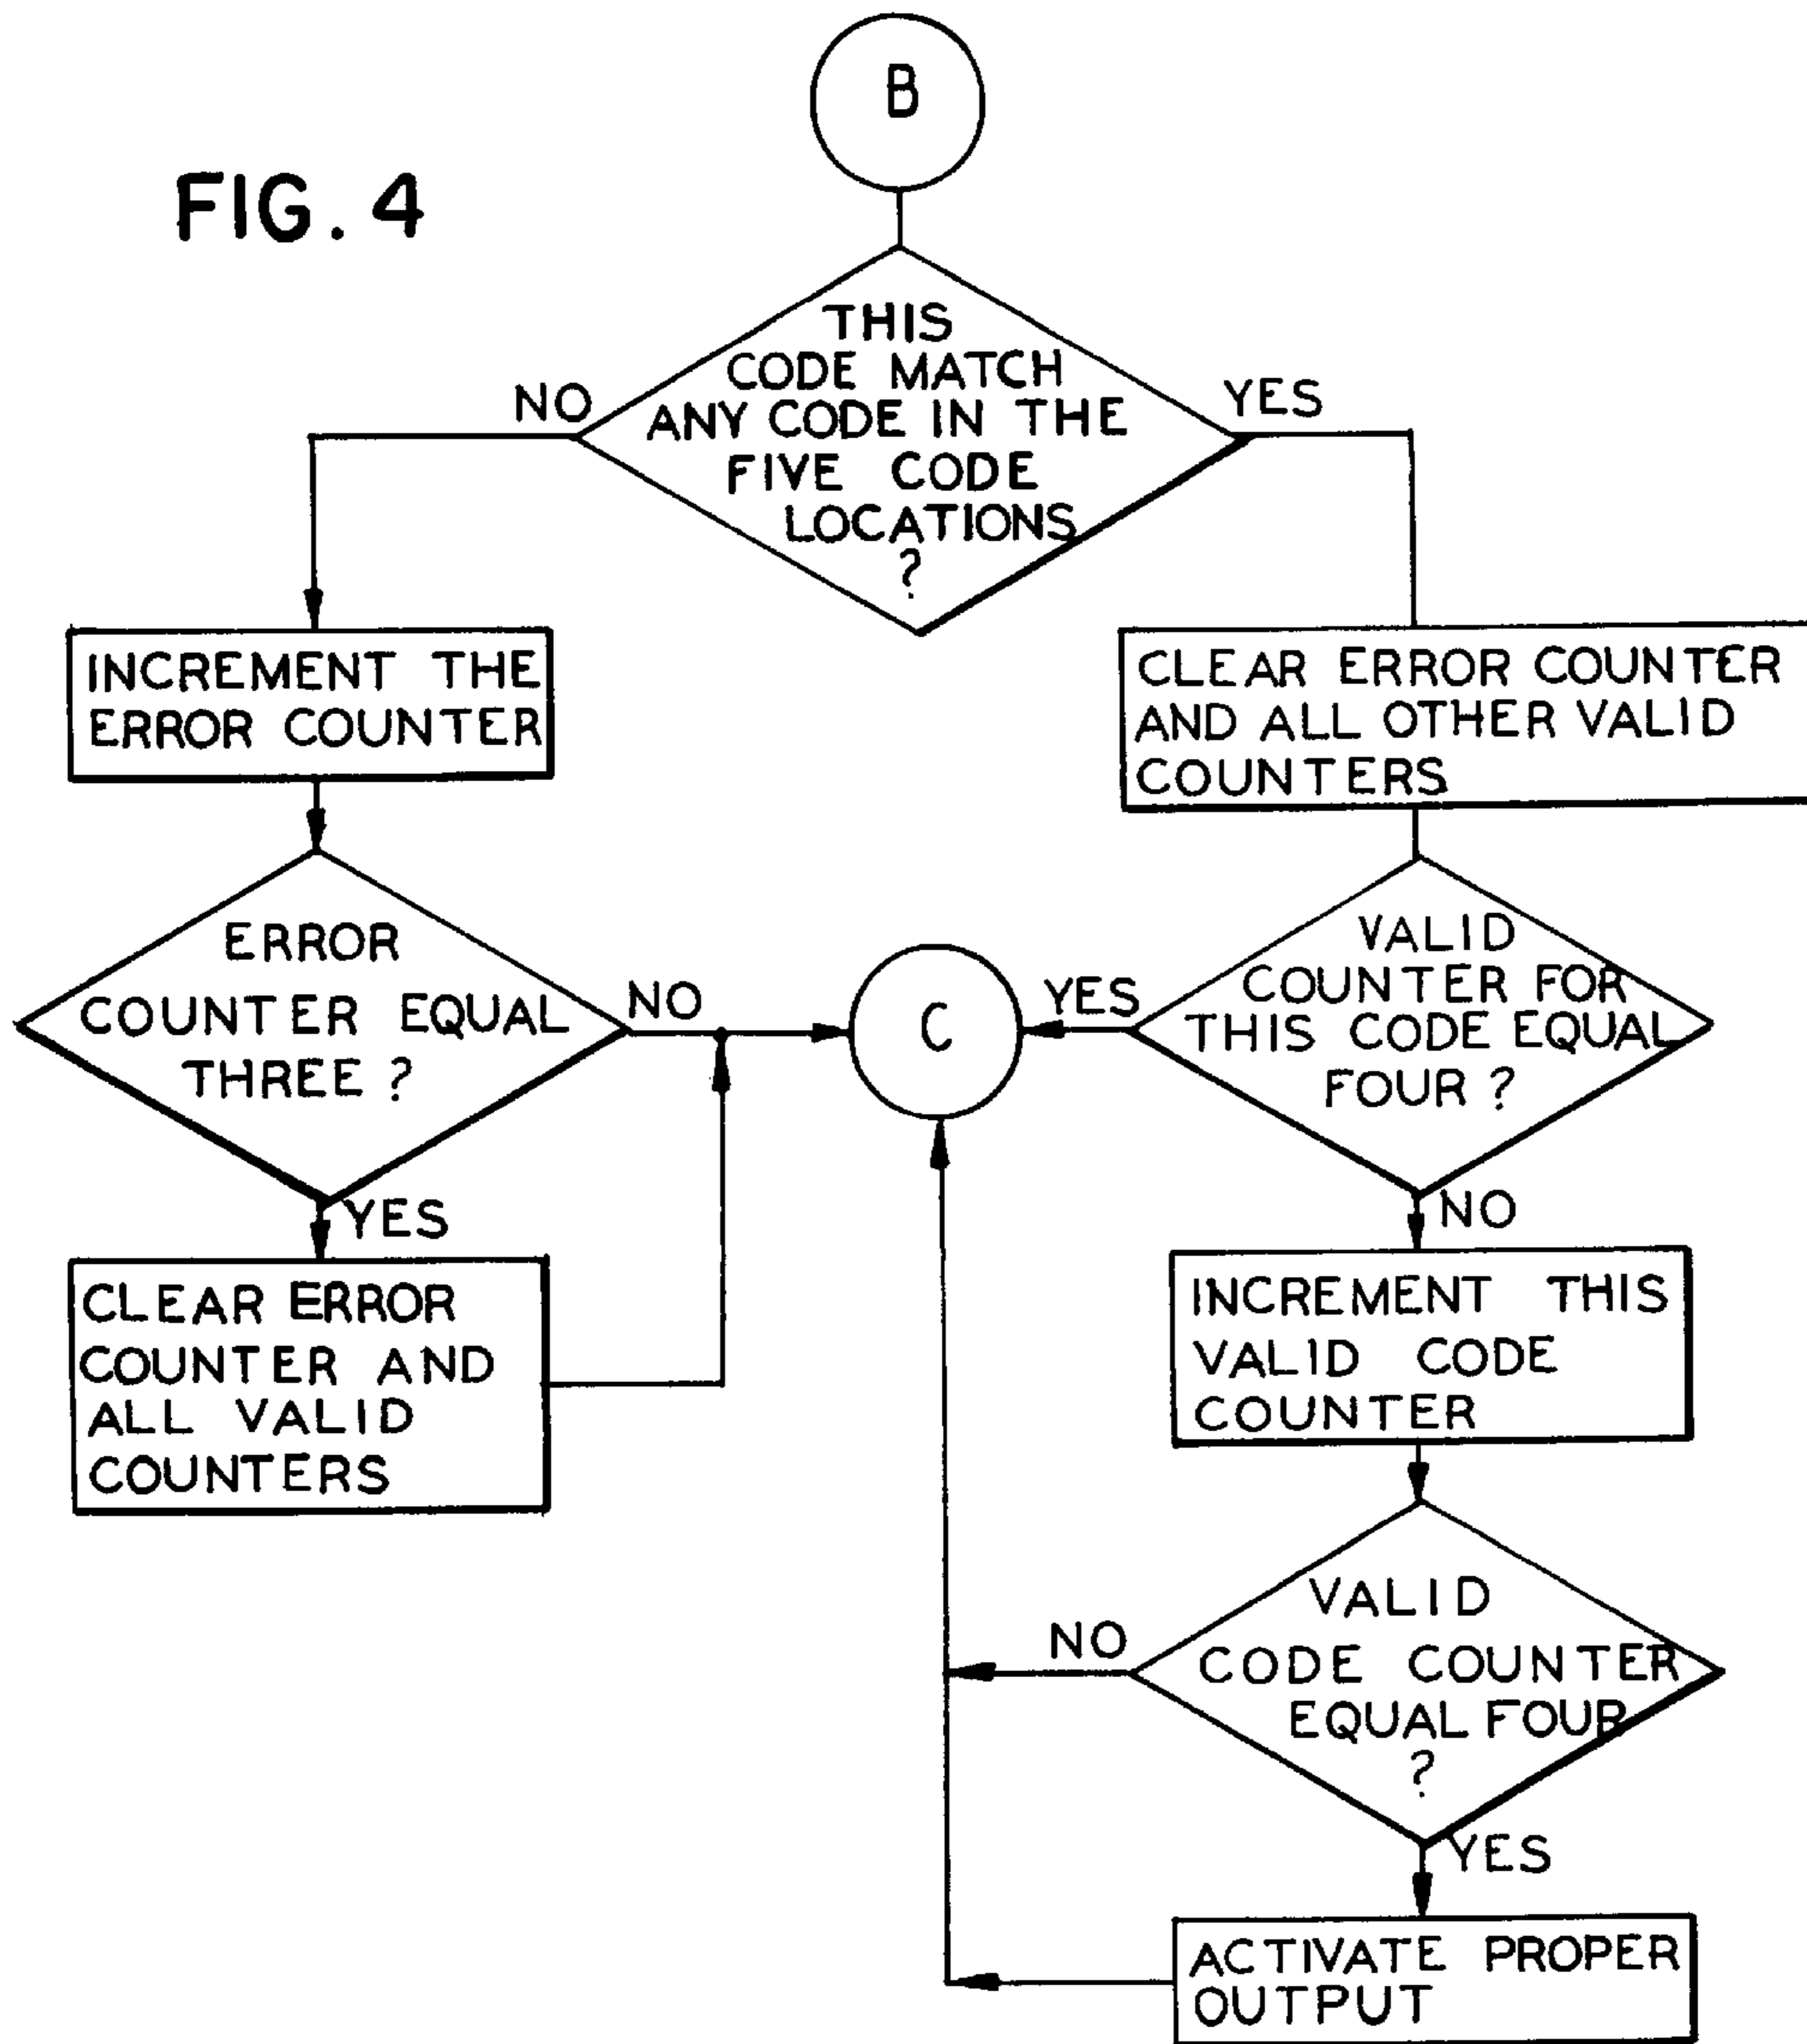 B
FIG. 4
THIS
CODE MATCH
ANY CODE IN THE
FIVE CODE
LOCATIONS
?
NO
YES
INCREMENT THE
ERROR COUNTER
CLEAR ERROR COUNTER
AND ALL OTHER VALID
COUNTERS
ERROR
COUNTER EQUAL
THREE ?
NO
YES
C
YES
VALID
COUNTER FOR
THIS CODE EQUAL
FOUR ?
NO
CLEAR ERROR
COUNTER AND
ALL VALID
COUNTERS
INCREMENT THIS
VALID CODE
COUNTER
VALID
CODE COUNTER
EQUAL FOUR
?
NO
YES
ACTIVATE PROPER
OUTPUT